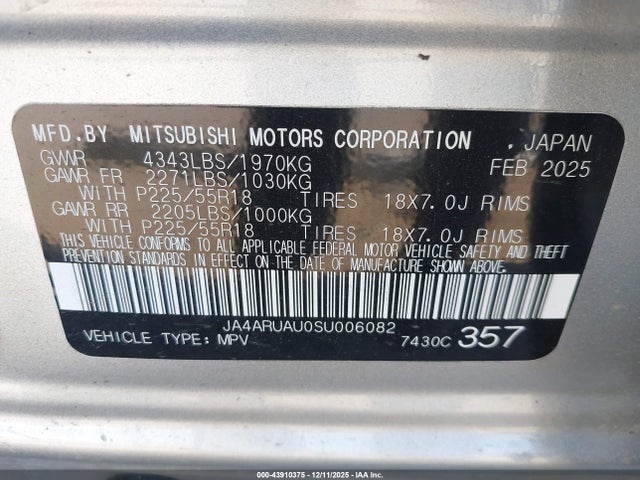 MFD.BY MITSUBISHI MOTORS CORPORATION . JAPAN
GVWR 4343LBS/1970KG FEB 2025
GAWR FR 2271LBS/1030KG
WITH P225/55R18 TIRES 18X7.0J RIMS
GAWR RR 2205LBS/1000KG
WITH P225/55R18 TIRES 18X7.0J RIMS
THIS VEHICLE CONFORMS TO ALL APPLICABLE FEDERAL MOTOR VEHICLE SAFETY AND THEFT
PREVENTION STANDARDS IN EFFECT ON THE DATE OF MANUFACTURE SHOWN ABOVE.
JA4ARUAU0SU006082
VEHICLE TYPE: MPV 7430C 357
000-43910375 - 12/11/2025 - IAA Inc.